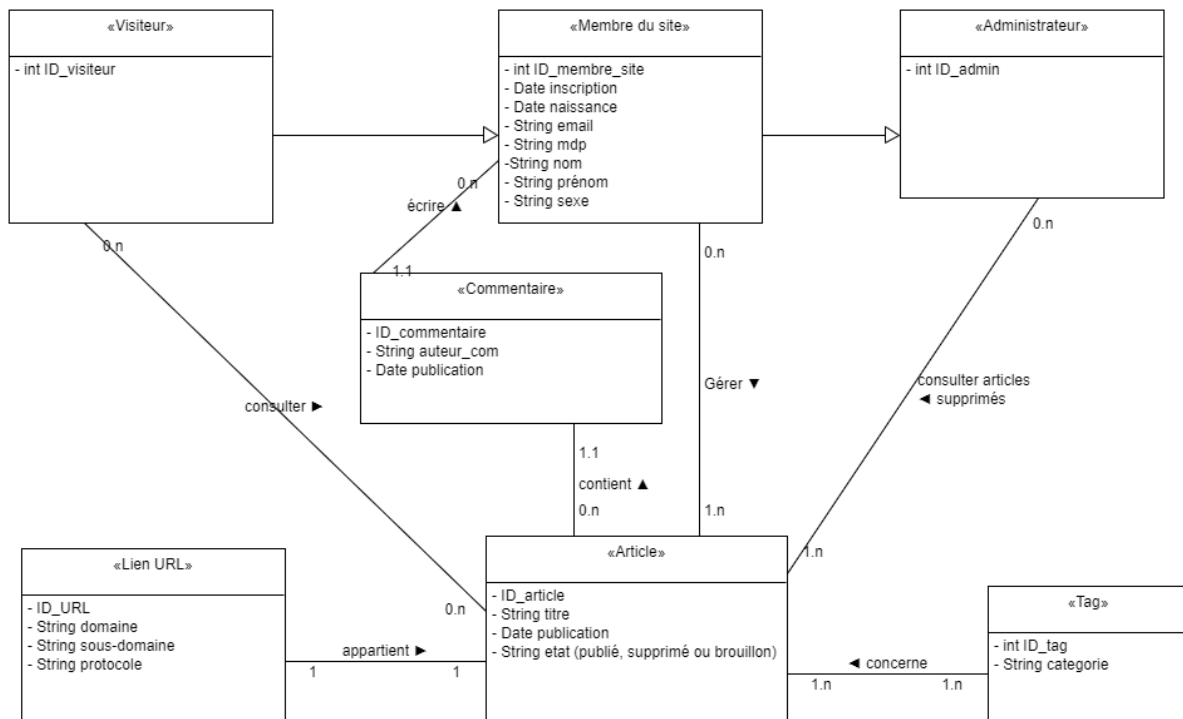 «Visiteur»
- int ID_visiteur
«Membre du site»
- int ID_membre_site
- Date inscription
- Date naissance
- String email
- String mdp
-String nom
- String prénom
- String sexe
«Administrateur»
- int ID_admin
0.n
écrire ▲
1.1
0.n
0.n
0.n
«Commentaire»
- ID_commentaire
- String auteur_com
- Date publication
consulter ►
Gérer ▼
consulter articles
◄ supprimés
1.1
contient ▲
0.n
1.n
1.n
«Lien URL»
- ID_URL
- String domaine
- String sous-domaine
- String protocole
0.n
appartient ►
1
1
«Article»
- ID_article
- String titre
- Date publication
- String etat (publié, supprimé ou brouillon)
◄ concerne
1.n
1.n
«Tag»
- int ID_tag
- String categorie